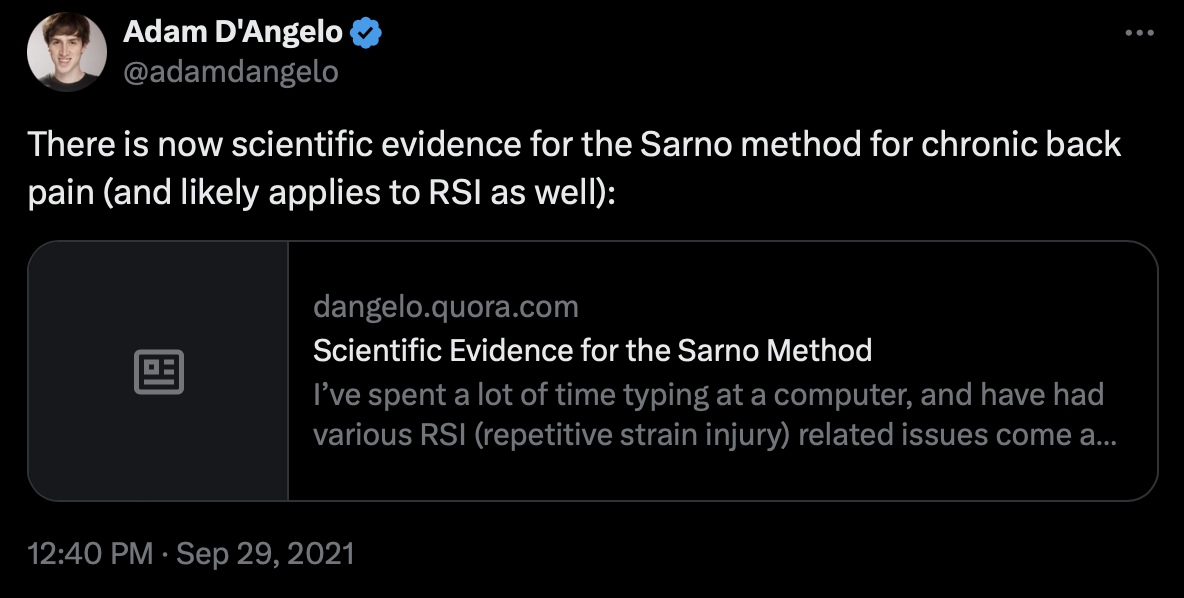 Adam D'Angelo
@adamdangelo
There is now scientific evidence for the Sarno method for chronic back
pain (and likely applies to RSI as well):
dangelo.quora.com
Scientific Evidence for the Sarno Method
I’ve spent a lot of time typing at a computer, and have had
various RSI (repetitive strain injury) related issues come a...
12:40 PM · Sep 29, 2021